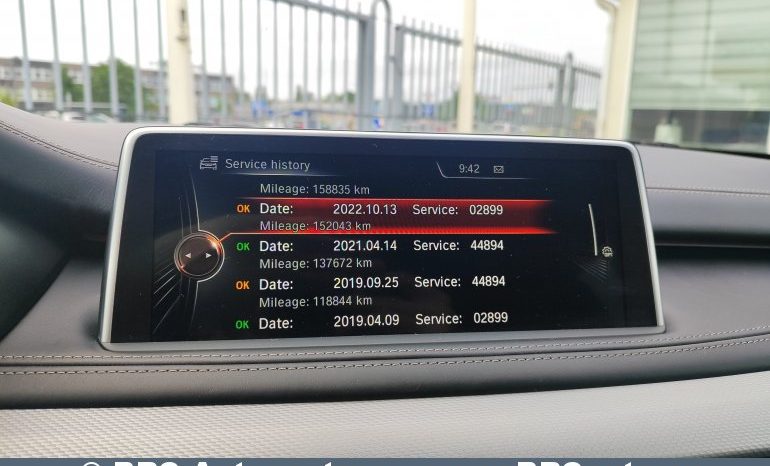 Service history
9:42
Mileage: 158835 km
OK Date: 2022.10.13 Service: 02899
Mileage: 152043 km
OK Date: 2021.04.14 Service: 44894
Mileage: 137672 km
OK Date: 2019.09.25 Service: 44894
Mileage: 118844 km
OK Date: 2019.04.09 Service: 02899